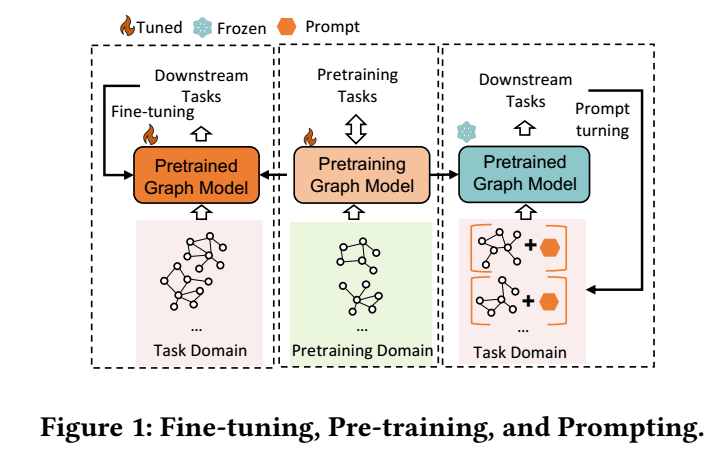 Tuned Frozen Prompt
Downstream
Tasks
Fine-tuning
Pretrained
Graph Model
...
Task Domain
Pretraining
Tasks
Pretraining
Graph Model
...
Pretraining Domain
Downstream
Tasks
Prompt
turning
Pretrained
Graph Model
+
+
...
Task Domain
Figure 1: Fine-tuning, Pre-training, and Prompting.